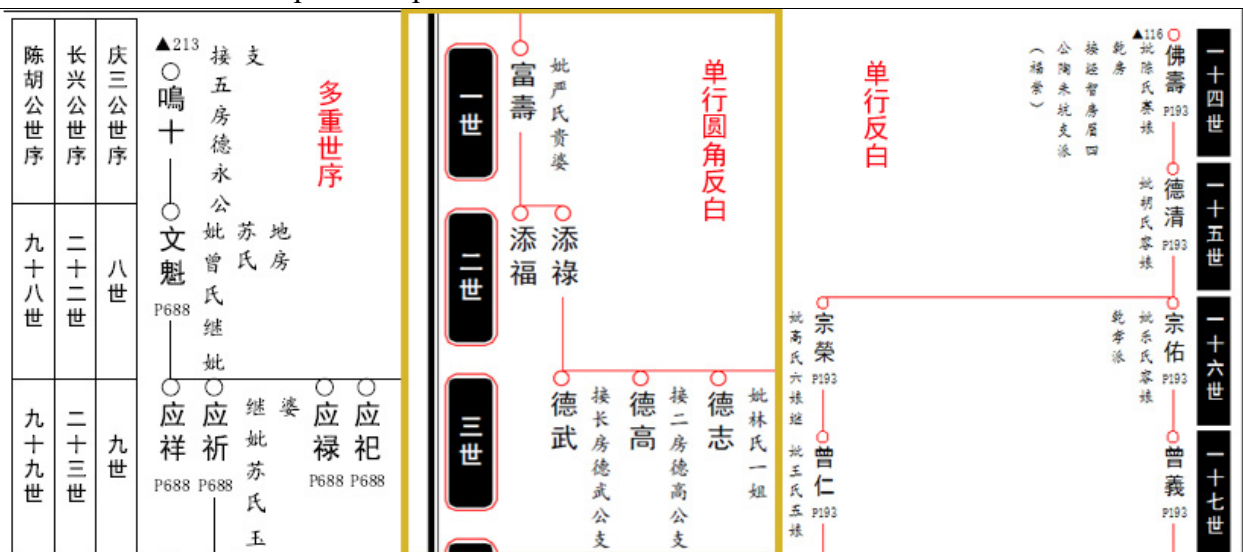 陈胡公世序
长兴公世序
庆三公世序
▲213
鳴十
接五房德永公
支
多重世序
九十八世
二十二世
八世
文魁
P688
妣曾氏继妣
苏氏
地房
九十九世
二十三世
九世
应祥
P688
应祈
P688
继妣苏氏玉
婆
应禄
P688
应祀
P688
一世
富壽
妣严氏贵婆
单行圆角反白
二世
添福
添祿
三世
德武
接长房德武公支
德高
接二房德高公支
德志
妣林氏一姐
单行反白
一十四世
▲116
佛壽
P193
妣陈氏养娘
乾房
接经智房眉四
公陶朱坑支派
（福崇）
一十五世
德清
P193
妣胡氏容娘
一十六世
宗佑
P193
妣乐氏容娘
乾孛派
宗榮
P193
妣高氏六娘继
一十七世
曾義
P193
曾仁
P193
妣王氏五娘